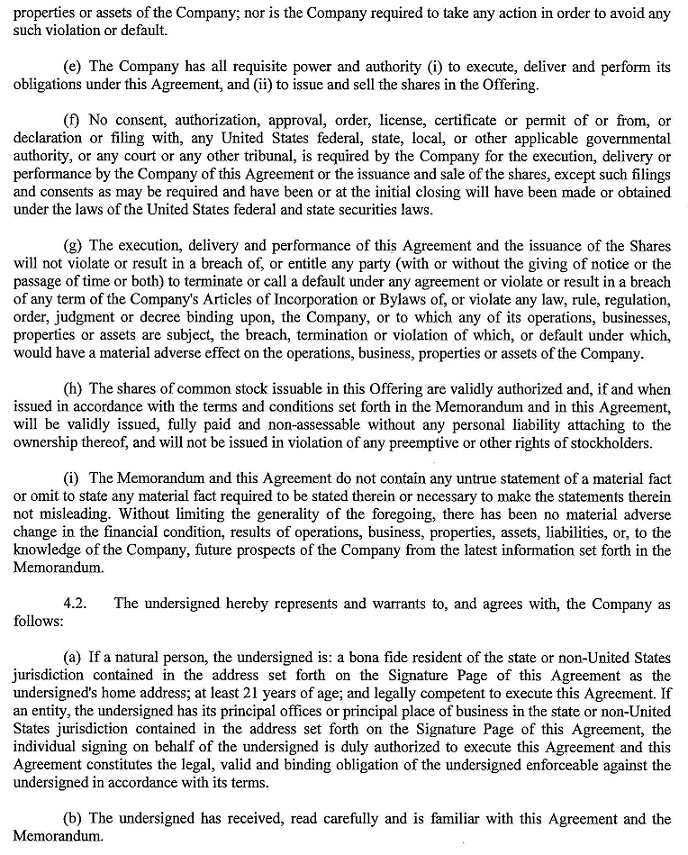 properties or assets of the Company; nor is the Company required to take any action in order to avoid any
such violation or default.
(e) The Company has all requisite power and authority (i) to execute, deliver and perform its
obligations under this Agreement, and (ii) to issue and sell the shares in the Offering.
(f) No consent, authorization, approval, order, license, certificate or permit of or from, or
declaration or filing with, any United States federal, state, local, or other applicable governmental
authority, or any court or any other tribunal, is required by the Company for the execution, delivery or
performance by the Company of this Agreement or the issuance and sale of the shares, except such filings
and consents as may be required and have been or at the initial closing will have been made or obtained
under the laws of the United States federal and state securities laws.
(g) The execution, delivery and performance of this Agreement and the issuance of the Shares
will not violate or result in a breach of, or entitle any party (with or without the giving of notice or the
passage of time or both) to terminate or call a default under any agreement or violate or result in a breach
of any term of the Company's Articles of Incorporation or Bylaws of, or violate any law, rule, regulation,
order, judgment or decree binding upon, the Company, or to which any of its operations, businesses,
properties or assets are subject, the breach, termination or violation of which, or default under which,
would have a material adverse effect on the operations, business, properties or assets of the Company.
(h) The shares of common stock issuable in this Offering are validly authorized and, if and when
issued in accordance with the terms and conditions set forth in the Memorandum and in this Agreement,
will be validly issued, fully paid and non-assessable without any personal liability attaching to the
ownership thereof, and will not be issued in violation of any preemptive or other rights of stockholders.
(i) The Memorandum and this Agreement do not contain any untrue statement of a material fact
or omit to state any material fact required to be stated therein or necessary to make the statements therein
not misleading. Without limiting the generality of the foregoing, there has been no material adverse
change in the financial condition, results of operations, business, properties, assets, liabilities, or, to the
knowledge of the Company, future prospects of the Company from the latest information set forth in the
Memorandum.
4.2. The undersigned hereby represents and warrants to, and agrees with, the Company as
follows:
(a) If a natural person, the undersigned is: a bona fide resident of the state or non-United States
jurisdiction contained in the address set forth on the Signature Page of this Agreement as the
undersigned's home address; at least 21 years of age; and legally competent to execute this Agreement. If
an entity, the undersigned has its principal offices or principal place of business in the state or non-United
States jurisdiction contained in the address set forth on the Signature Page of this Agreement, the
individual signing on behalf of the undersigned is duly authorized to execute this Agreement and this
Agreement constitutes the legal, valid and binding obligation of the undersigned enforceable against the
undersigned in accordance with its terms.
(b) The undersigned has received, read carefully and is familiar with this Agreement and the
Memorandum.